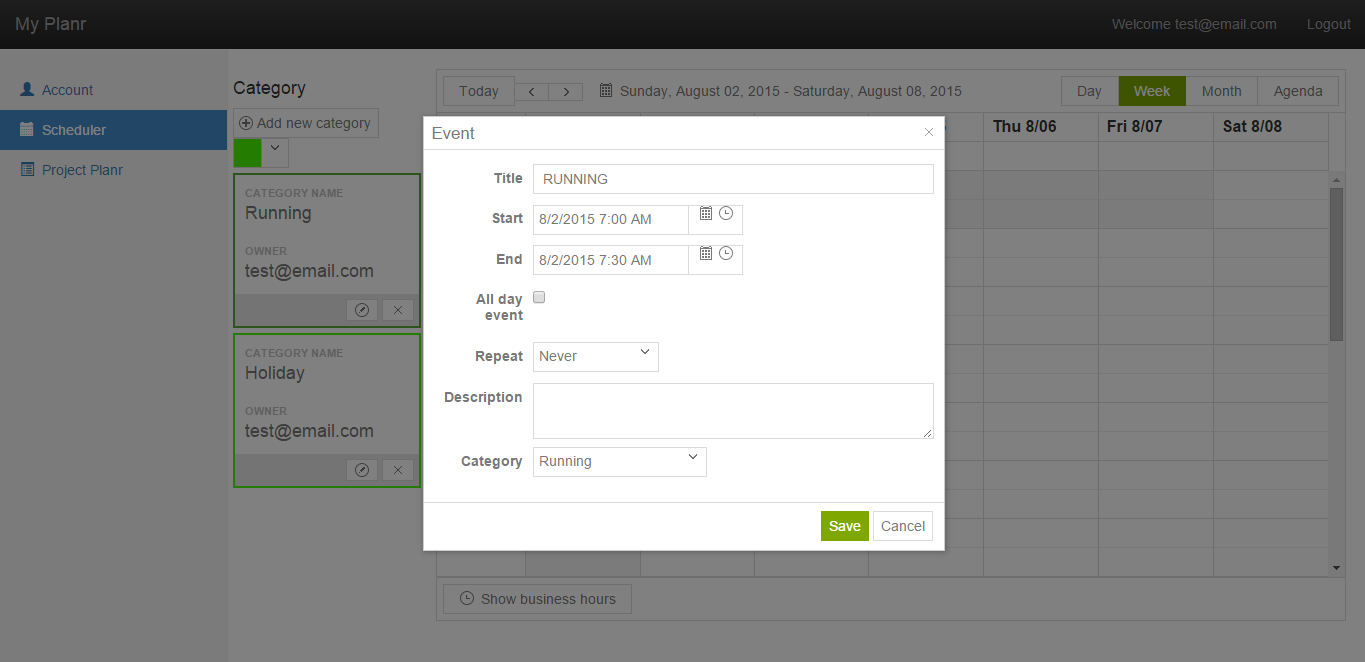 My Planr
Welcome test@email.com
Logout
Account
Scheduler
Project Planr
Category
Add new category
CATEGORY NAME
Running
OWNER
test@email.com
CATEGORY NAME
Holiday
OWNER
test@email.com
Today
Sunday, August 02, 2015 - Saturday, August 08, 2015
Day
Week
Month
Agenda
Thu 8/06
Fri 8/07
Sat 8/08
Event
Title
RUNNING
Start
8/2/2015 7:00 AM
End
8/2/2015 7:30 AM
All day
event
Repeat
Never
Description
Category
Running
Save
Cancel
Show business hours